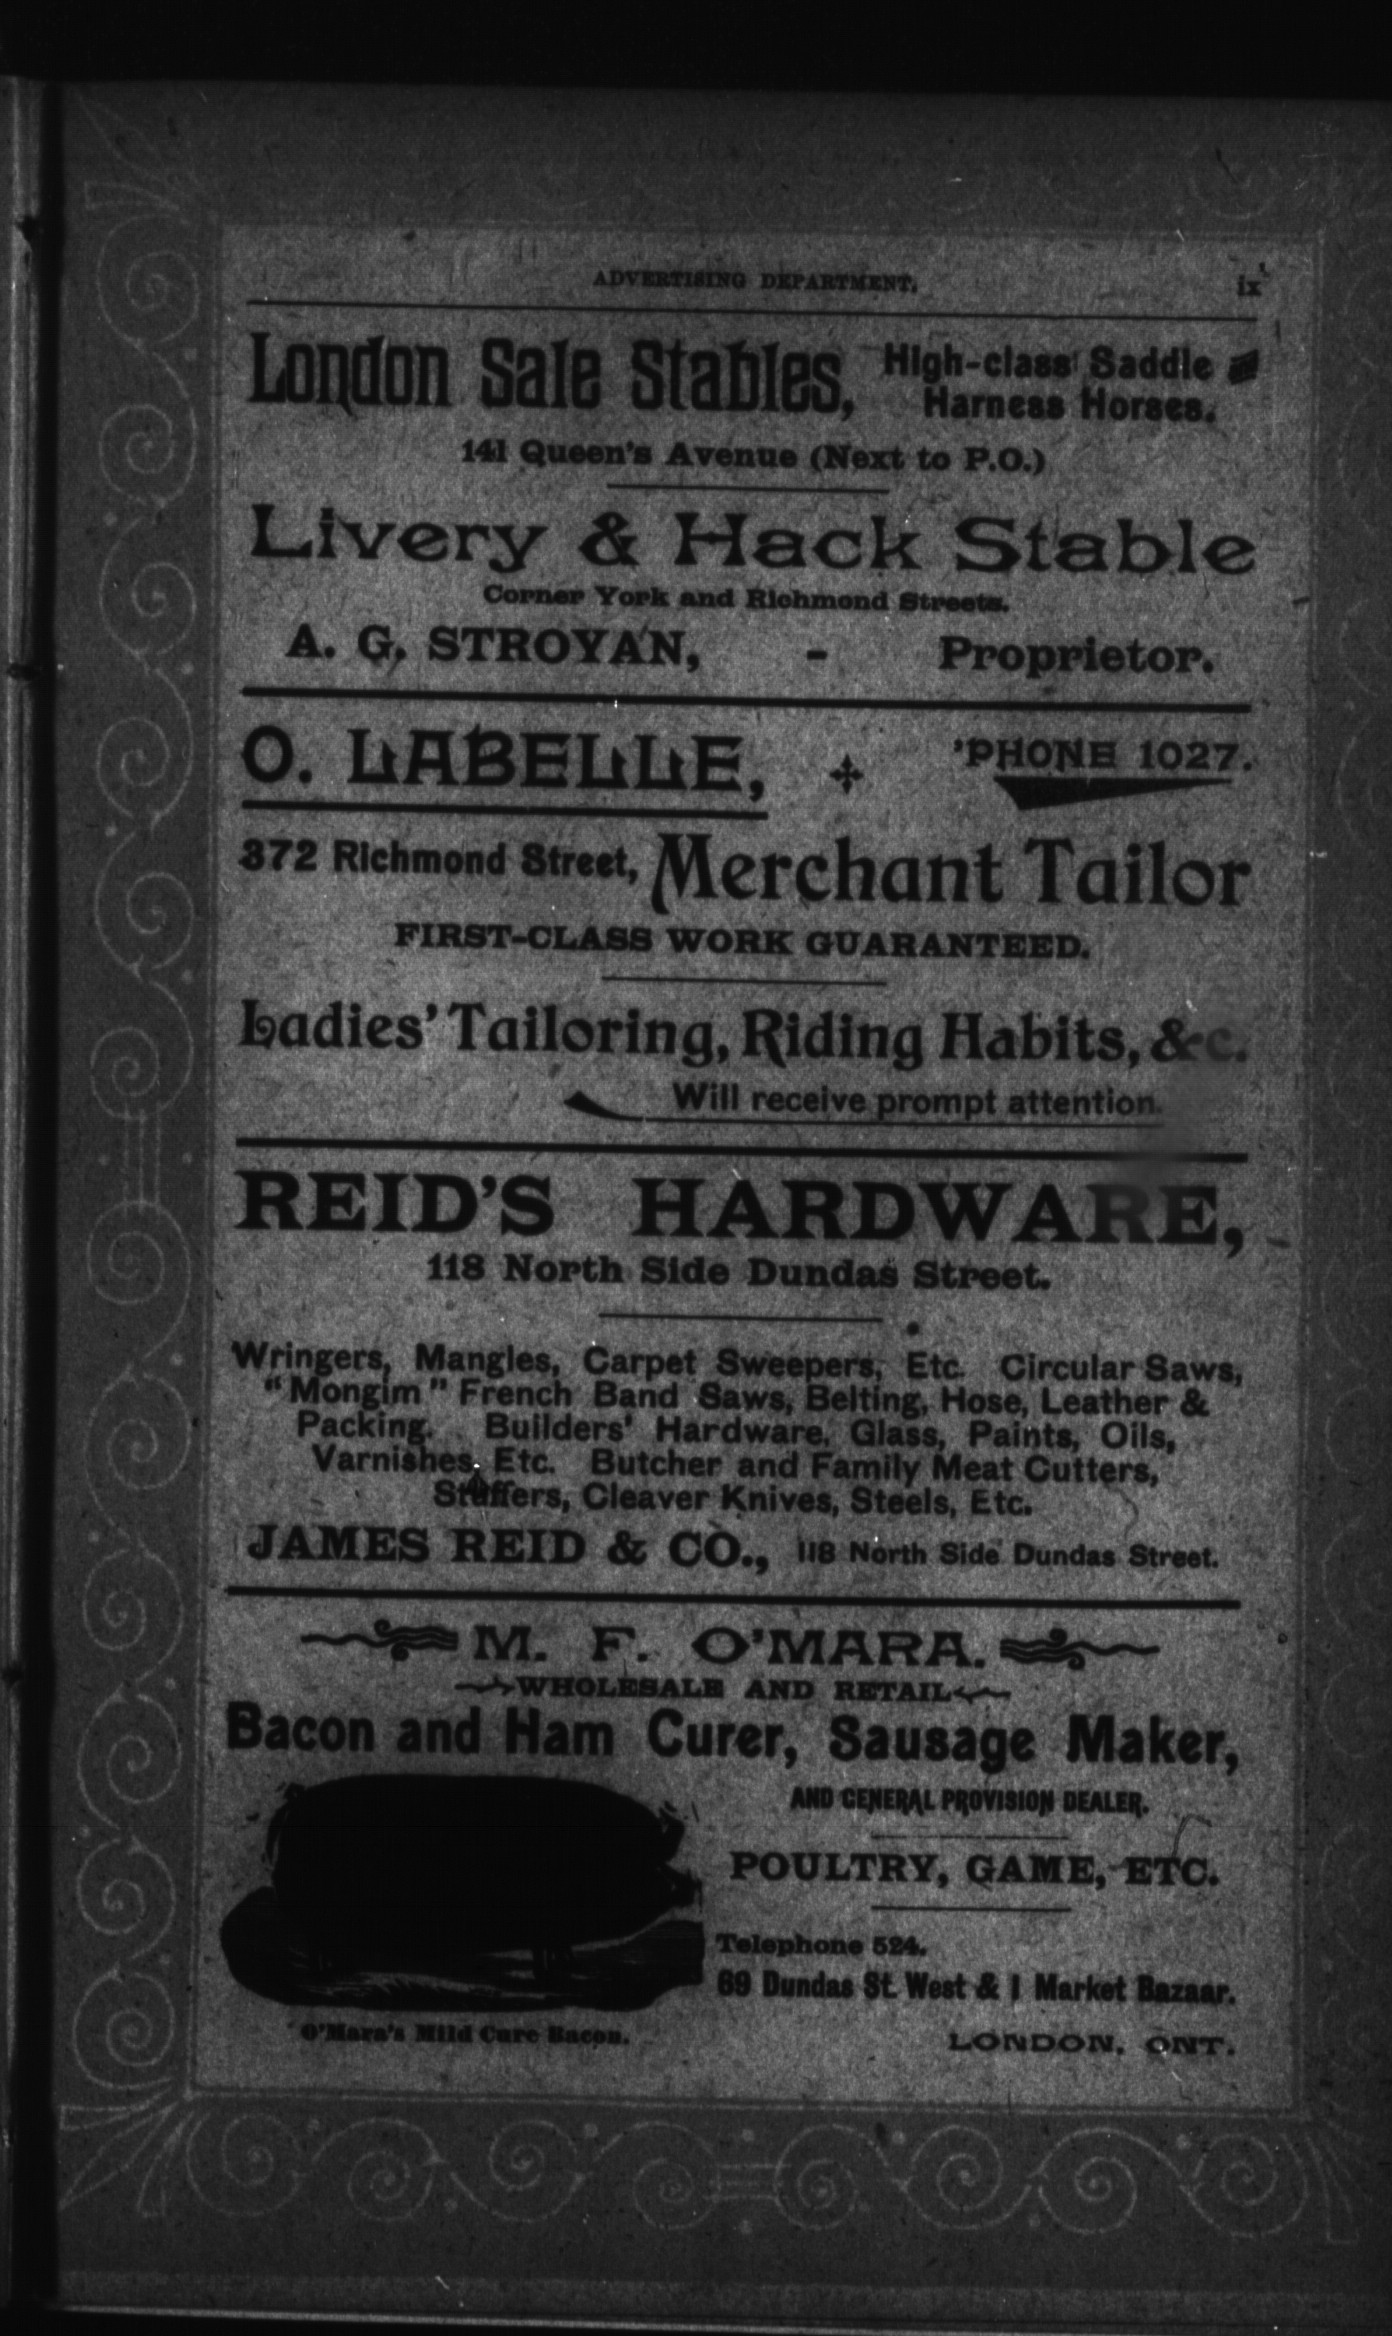 ADVERTISING DEPARTMENT. ix
London Sale Stables, High-class Saddle
Harness Horses.
141 Queen's Avenue (Next to P.O.)
Livery & Hack Stable
Corner York and Richmond Streets.
A. G. STROYAN, - Proprietor.
O. LABELLE, 'PHONE 1027.
372 Richmond Street, Merchant Tailor
FIRST-CLASS WORK GUARANTEED.
Ladies' Tailoring, Riding Habits, &c.
Will receive prompt attention.
REID'S HARDWARE,
118 North Side Dundas Street.
Wringers, Mangles, Carpet Sweepers, Etc. Circular Saws,
"Mongim" French Band Saws, Belting, Hose, Leather &
Packing. Builders' Hardware, Glass, Paints, Oils,
Varnishes, Etc. Butcher and Family Meat Cutters,
Stuffers, Cleaver Knives, Steels, Etc.
JAMES REID & CO., 118 North Side Dundas Street.
M. F. O'MARA.
WHOLESALE AND RETAIL
Bacon and Ham Curer, Sausage Maker,
AND GENERAL PROVISION DEALER.
POULTRY, GAME, ETC.
Telephone 524.
69 Dundas St. West & 1 Market Bazaar.
O'Mara's Mild Cure Bacon.
LONDON, ONT.